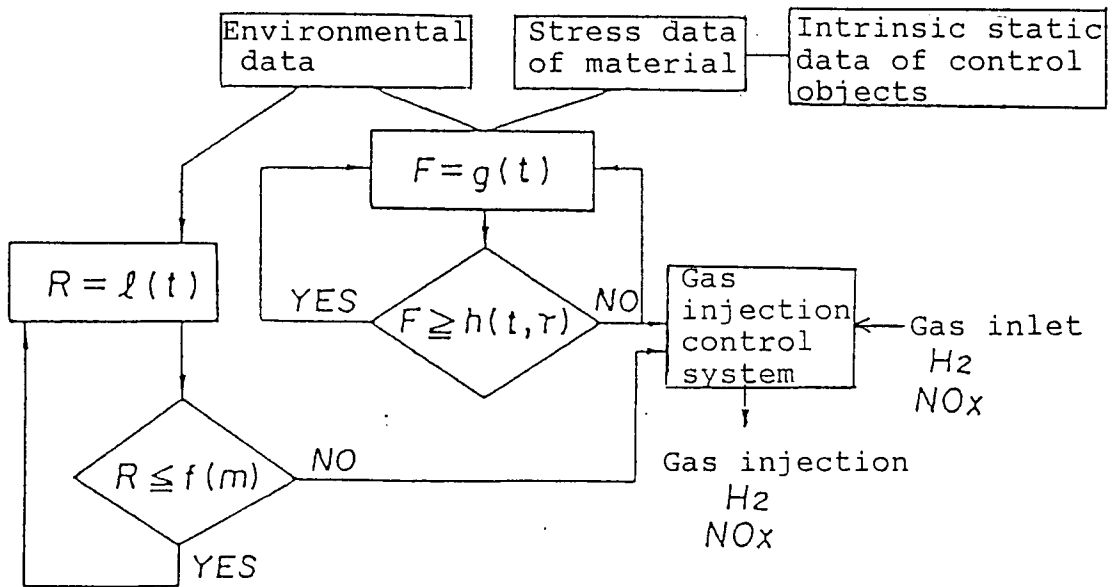 Environmental
data
Stress data
of material
Intrinsic static
data of control
objects
F=g(t)
R=ℓ(t)
YES
F≧h(t,τ)
NO
Gas
injection
control
system
Gas inlet
H2
NOx
R≦f(m)
NO
YES
Gas injection
H2
NOx